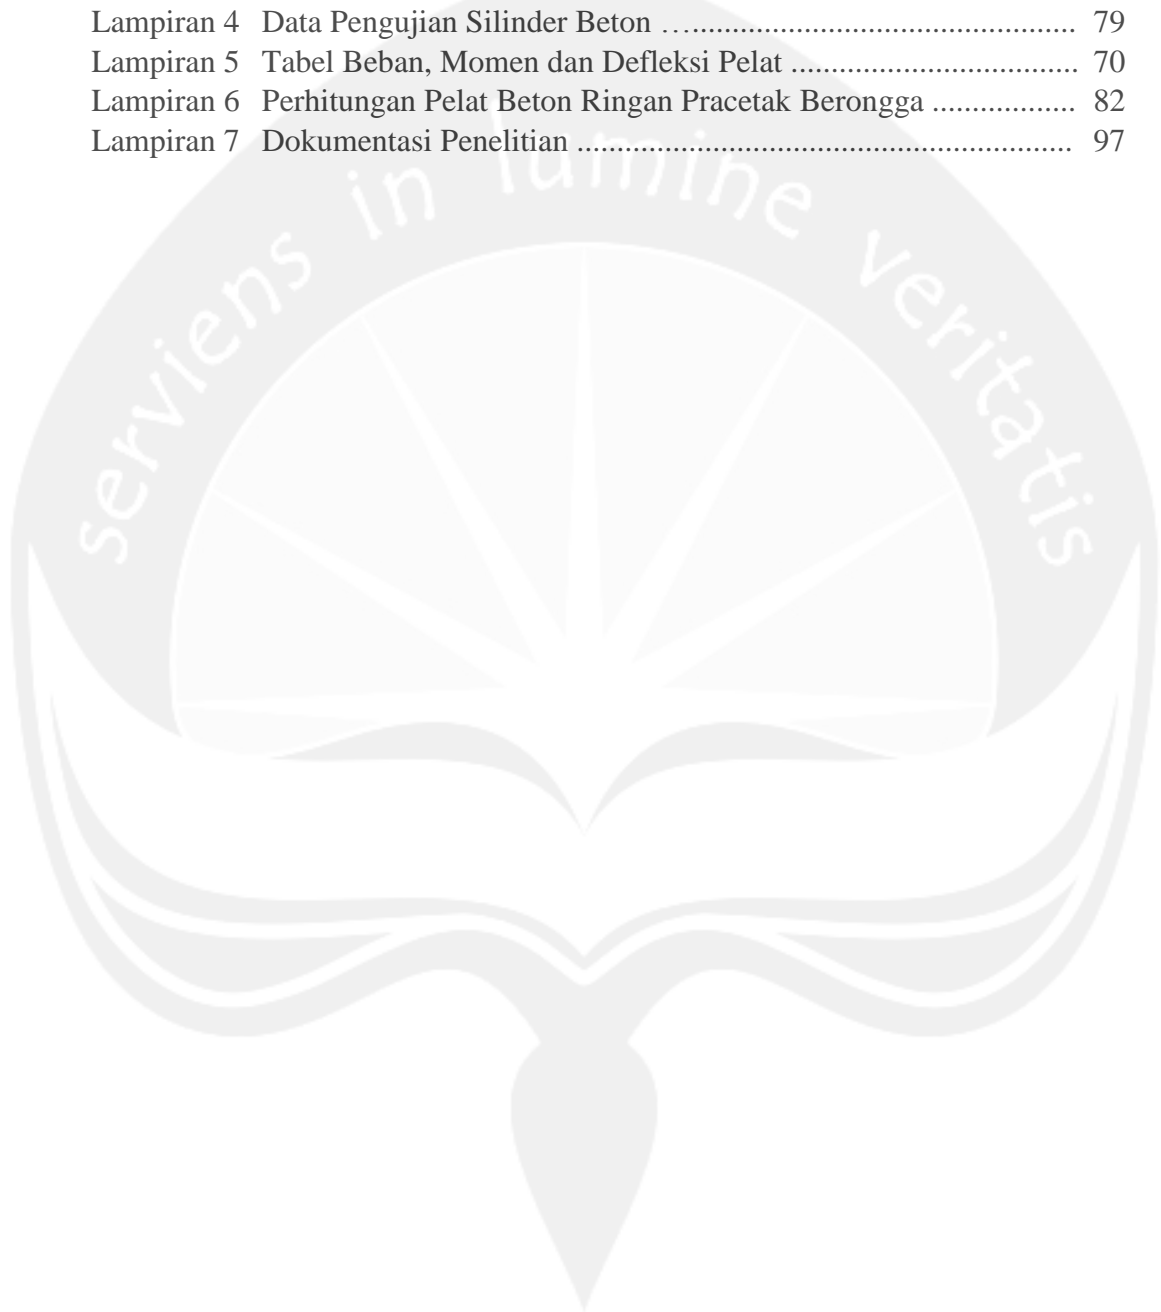 Lampiran 4 Data Pengujian Silinder Beton …............................................ 79
Lampiran 5 Tabel Beban, Momen dan Defleksi Pelat ................................. 70
Lampiran 6 Perhitungan Pelat Beton Ringan Pracetak Berongga ................. 82
Lampiran 7 Dokumentasi Penelitian ......................................................... 97
serviens in lumine veritatis